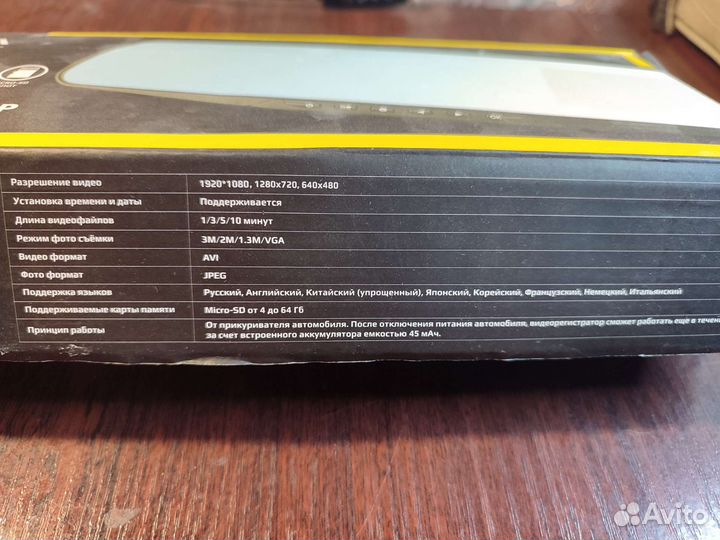 Разрешение видео 1920*1080, 1280x720, 640x480
Установка времени и даты Поддерживается
Длина видеофайлов 1/3/5/10 минут
Режим фото съёмки 3M/2M/1.3M/VGA
Видео формат AVI
Фото формат JPEG
Поддержка языков Русский, Английский, Китайский (упрощенный), Японский, Корейский, Французский, Немецкий, Итальянский
Поддерживаемые карты памяти Micro-SD от 4 до 64 Гб
Принцип работы От прикуривателя автомобиля. После отключения питания автомобиля, видеорегистратор сможет работать ещё в течени
за счет встроенного аккумулятора емкостью 45 мАч.
Avito